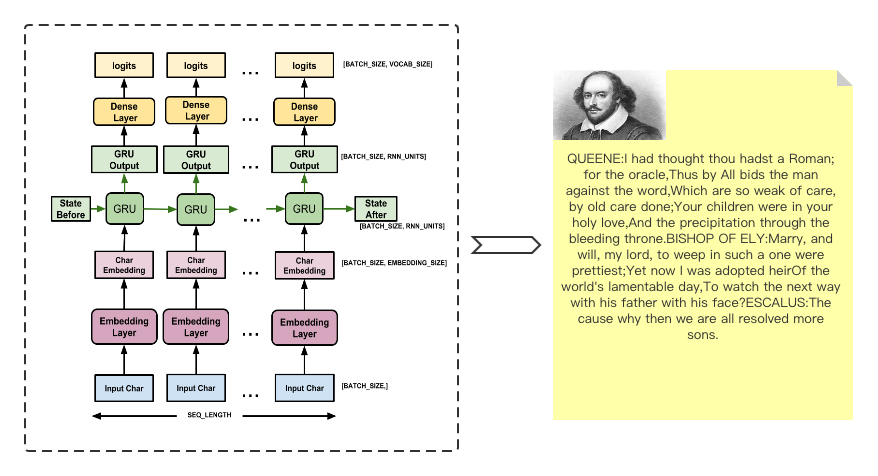 logits logits ... logits [BATCH_SIZE, VOCAB_SIZE]
Dense Layer Dense Layer ... Dense Layer
GRU Output GRU Output ... GRU Output [BATCH_SIZE, RNN_UNITS]
State Before GRU GRU ... GRU State After
[BATCH_SIZE, RNN_UNITS]
Char Embedding Char Embedding ... Char Embedding [BATCH_SIZE, EMBEDDING_SIZE]
Embedding Layer Embedding Layer ... Embedding Layer
Input Char Input Char ... Input Char [BATCH_SIZE,]
SEQ_LENGTH
QUEENE:I had thought thou hadst a Roman;
for the oracle,Thus by All bids the man
against the word,Which are so weak of care,
by old care done;Your children were in your
holy love,And the precipitation through the
bleeding throne.BISHOP OF ELY:Marry, and
will, my lord, to weep in such a one were
prettiest;Yet now I was adopted heirOf the
world's lamentable day,To watch the next way
with his father with his face?ESCALUS:The
cause why then we are all resolved more
sons.